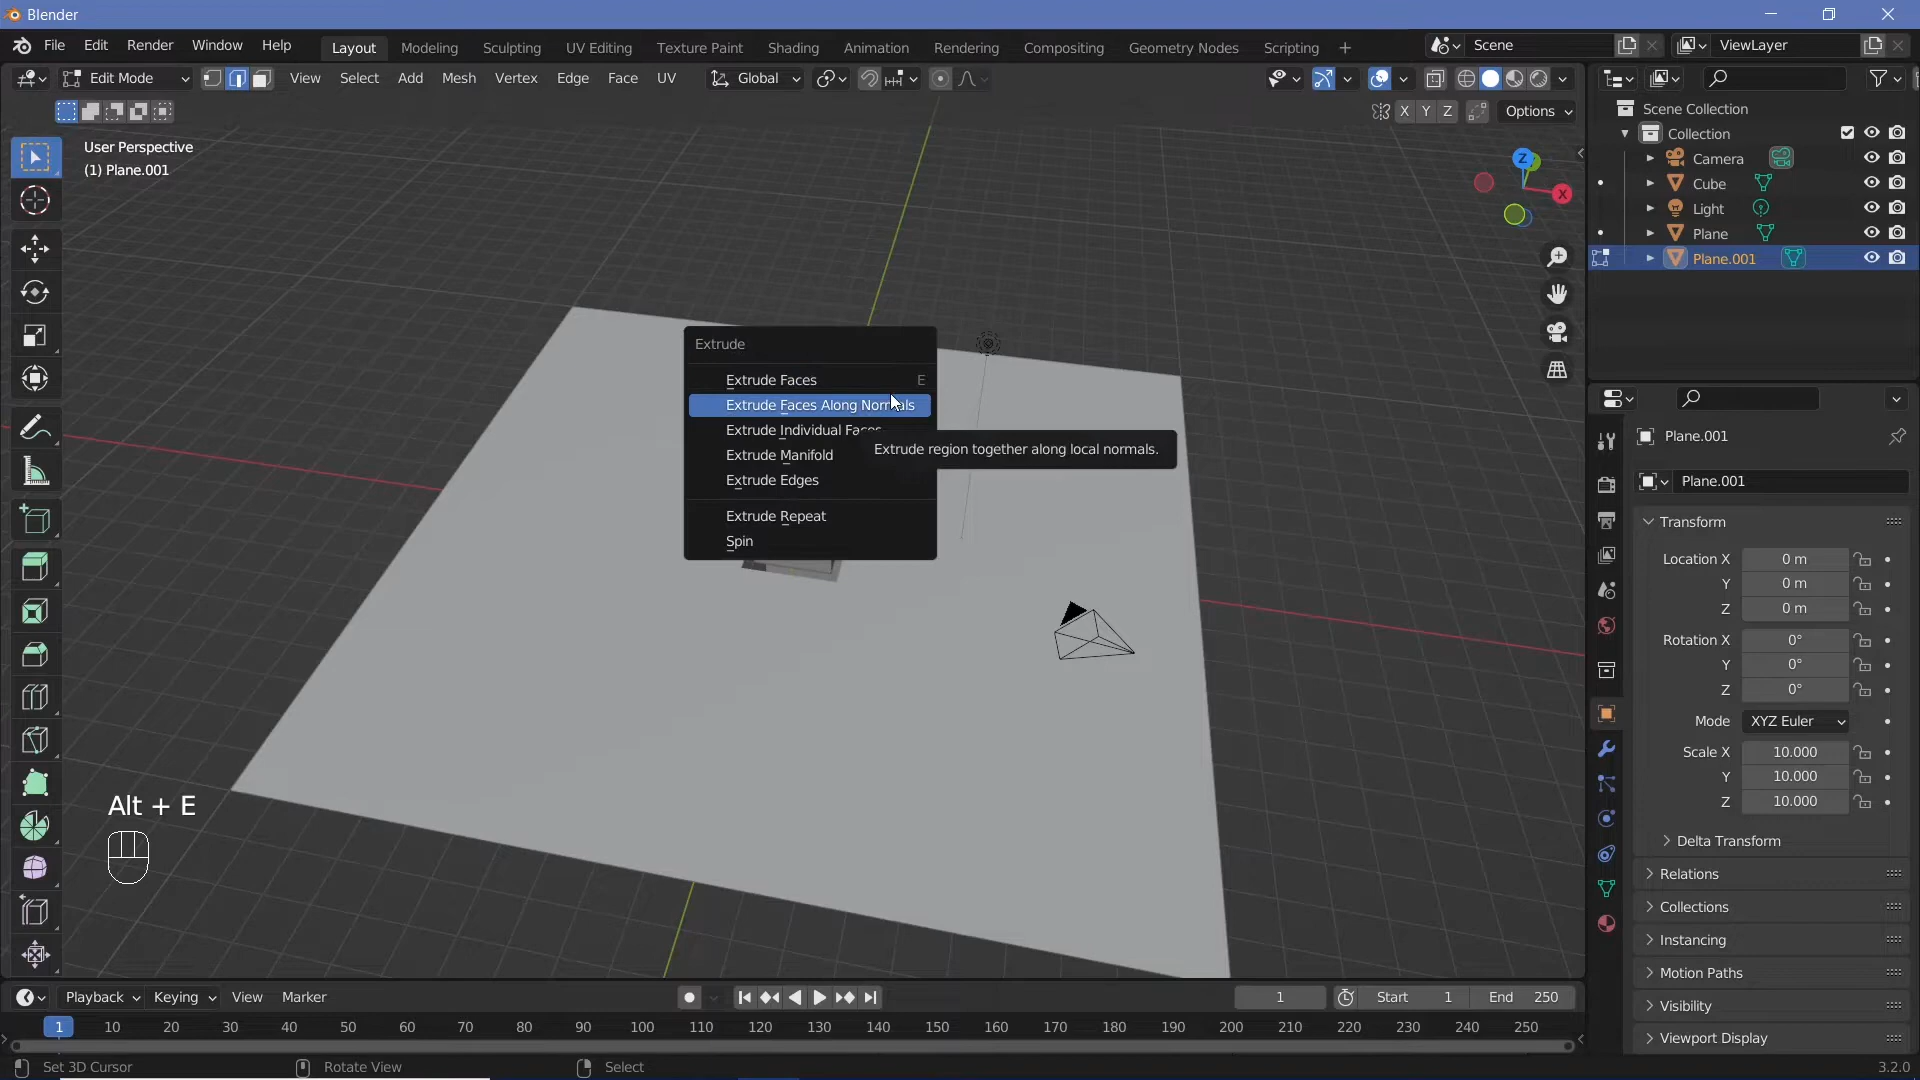 Blender
File Edit Render Window Help
Layout Modeling Sculpting UV Editing Texture Paint Shading Animation Rendering Compositing Geometry Nodes Scripting +
Scene
ViewLayer
Edit Mode
View Select Add Mesh Vertex Edge Face UV
Global
X Y Z
Options
User Perspective
(1) Plane.001
Z
X
Extrude
Extrude Faces E
Extrude Faces Along Normals
Extrude Individual Faces
Extrude Manifold
Extrude Edges
Extrude Repeat
Spin
Extrude region together along local normals.
Alt + E
Scene Collection
Collection
Camera
Cube
Light
Plane
Plane.001
Plane.001
Plane.001
Transform
Location X 0 m
Y 0 m
Z 0 m
Rotation X 0°
Y 0°
Z 0°
Mode XYZ Euler
Scale X 10.000
Y 10.000
Z 10.000
Delta Transform
Relations
Collections
Instancing
Motion Paths
Visibility
Viewport Display
Playback Keying View Marker
1
Start 1
End 250
1 10 20 30 40 50 60 70 80 90 100 110 120 130 140 150 160 170 180 190 200 210 220 230 240 250
Set 3D Cursor
Rotate View
Select
3.2.0